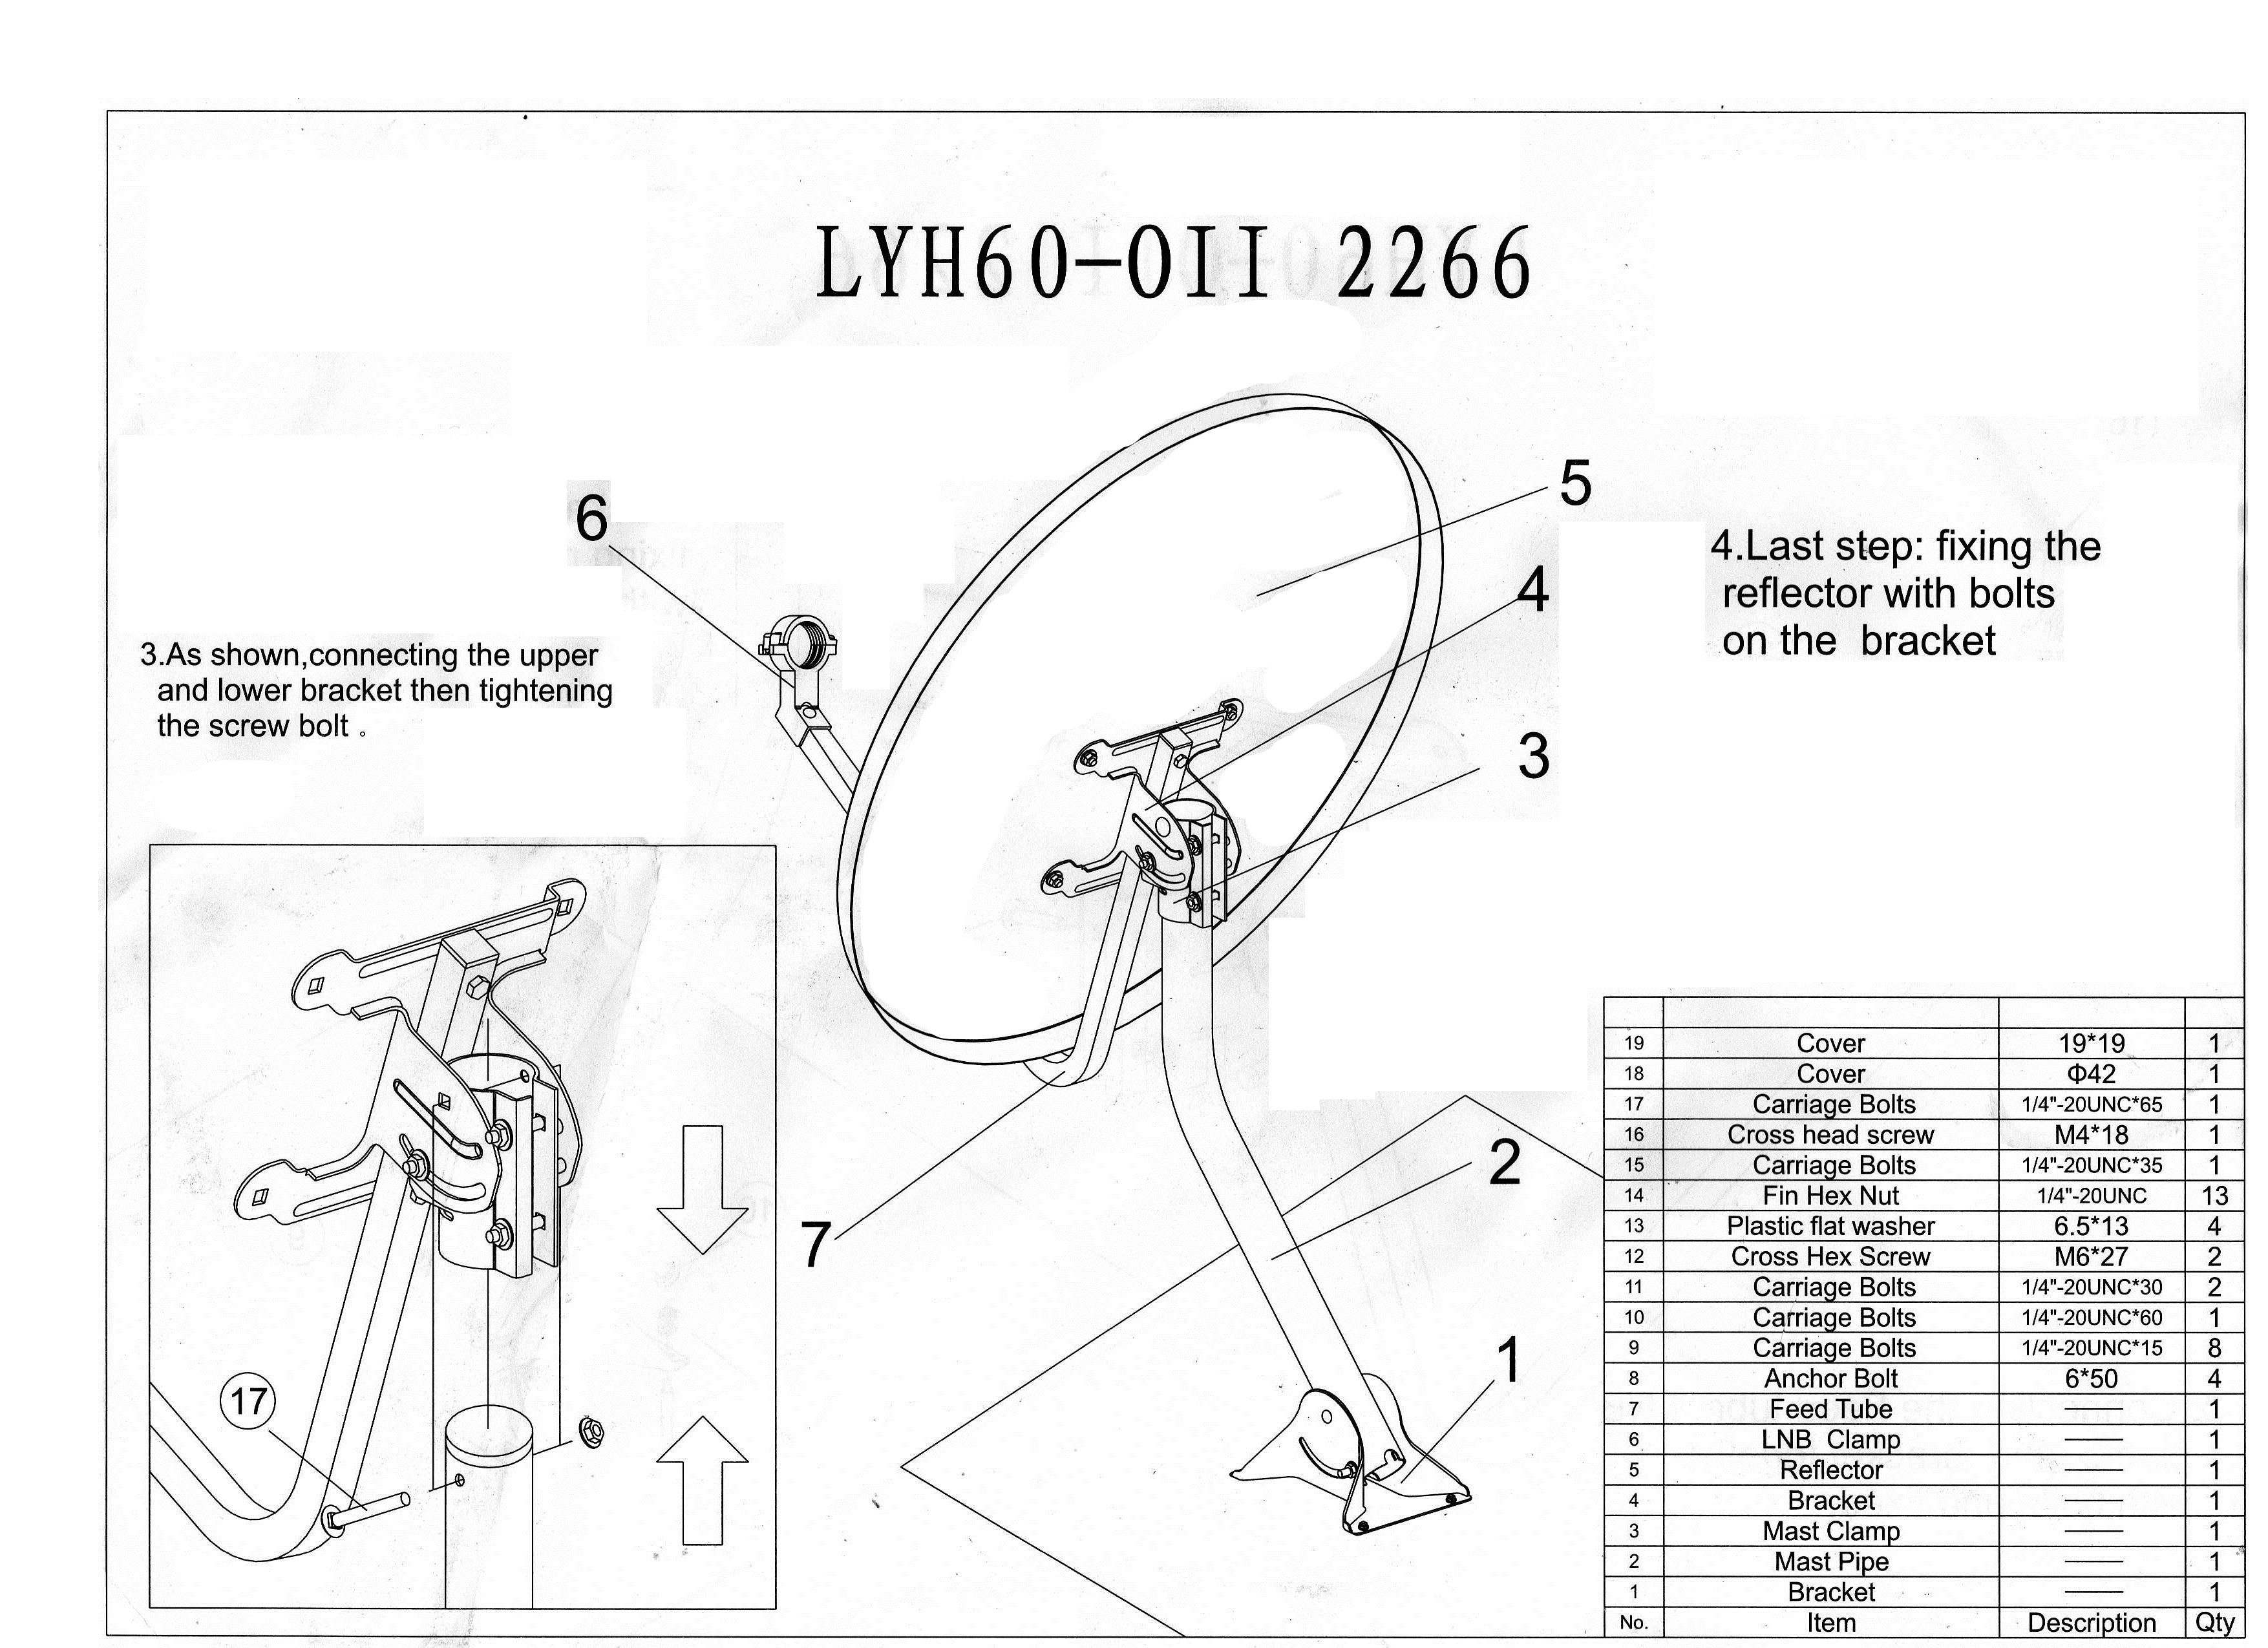 LYH60-OII 2266
6
5
4
3
4.Last step: fixing the
reflector with bolts
on the bracket
3.As shown,connecting the upper
and lower bracket then tightening
the screw bolt 。
7
2
1
17
19 Cover 19*19 1
18 Cover Φ42 1
17 Carriage Bolts 1/4"-20UNC*65 1
16 Cross head screw M4*18 1
15 Carriage Bolts 1/4"-20UNC*35 1
14 Fin Hex Nut 1/4"-20UNC 13
13 Plastic flat washer 6.5*13 4
12 Cross Hex Screw M6*27 2
11 Carriage Bolts 1/4"-20UNC*30 2
10 Carriage Bolts 1/4"-20UNC*60 1
9 Carriage Bolts 1/4"-20UNC*15 8
8 Anchor Bolt 6*50 4
7 Feed Tube —— 1
6 LNB Clamp —— 1
5 Reflector —— 1
4 Bracket —— 1
3 Mast Clamp —— 1
2 Mast Pipe —— 1
1 Bracket —— 1
No. Item Description Qty